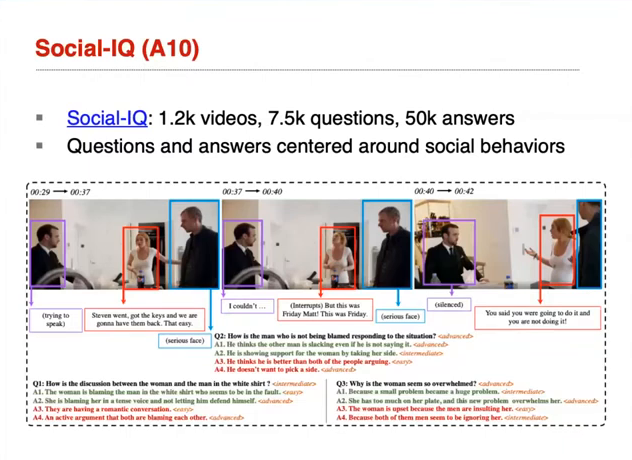 Social-IQ (A10)
Social-IQ: 1.2k videos, 7.5k questions, 50k answers
Questions and answers centered around social behaviors
00:29 → 00:37
00:37 → 00:40
00:40 → 00:42
(trying to
speak)
Steven went, got the keys and we are
gonna have them back. That easy.
(serious face)
I couldn't …
(Interrupts) But this was
Friday Matt! This was Friday.
(serious face)
(silenced)
You said you were going to do it and
you are not doing it!
Q2: How is the man who is not being blamed responding to the situation? <advanced>
A1. He thinks the other man is slacking even if he is not saying it. <advanced>
A2. He is showing support for the woman by taking her side. <intermediate>
A3. He thinks he is better than both of the people arguing. <easy>
A4. He doesn't want to pick a side. <advanced>
Q1: How is the discussion between the woman and the man in the white shirt ? <intermediate>
A1. The woman is blaming the man in the white shirt who seems to be in the fault. <easy>
A2. She is blaming her in a tense voice and not letting him defend himself. <advanced>
A3. They are having a romantic conversation. <easy>
A4. An active argument that both are blaming each other. <advanced>
Q3: Why is the woman seem so overwhelmed? <advanced>
A1. Because a small problem became a huge problem. <intermediate>
A2. She has too much on her plate, and this new problem overwhelms her. <advanced>
A3. The woman is upset because the men are insulting her. <easy>
A4. Because both of them men seem to be ignoring her. <intermediate>